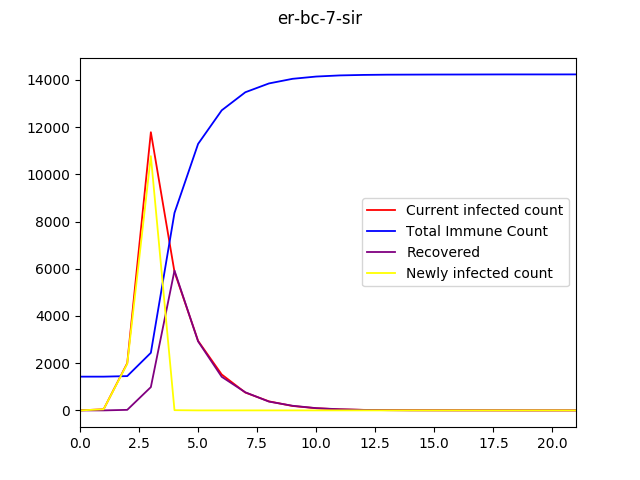 er-bc-7-sir
14000
12000
10000
8000
6000
4000
2000
0
Current infected count
Total Immune Count
Recovered
Newly infected count
0.0 2.5 5.0 7.5 10.0 12.5 15.0 17.5 20.0